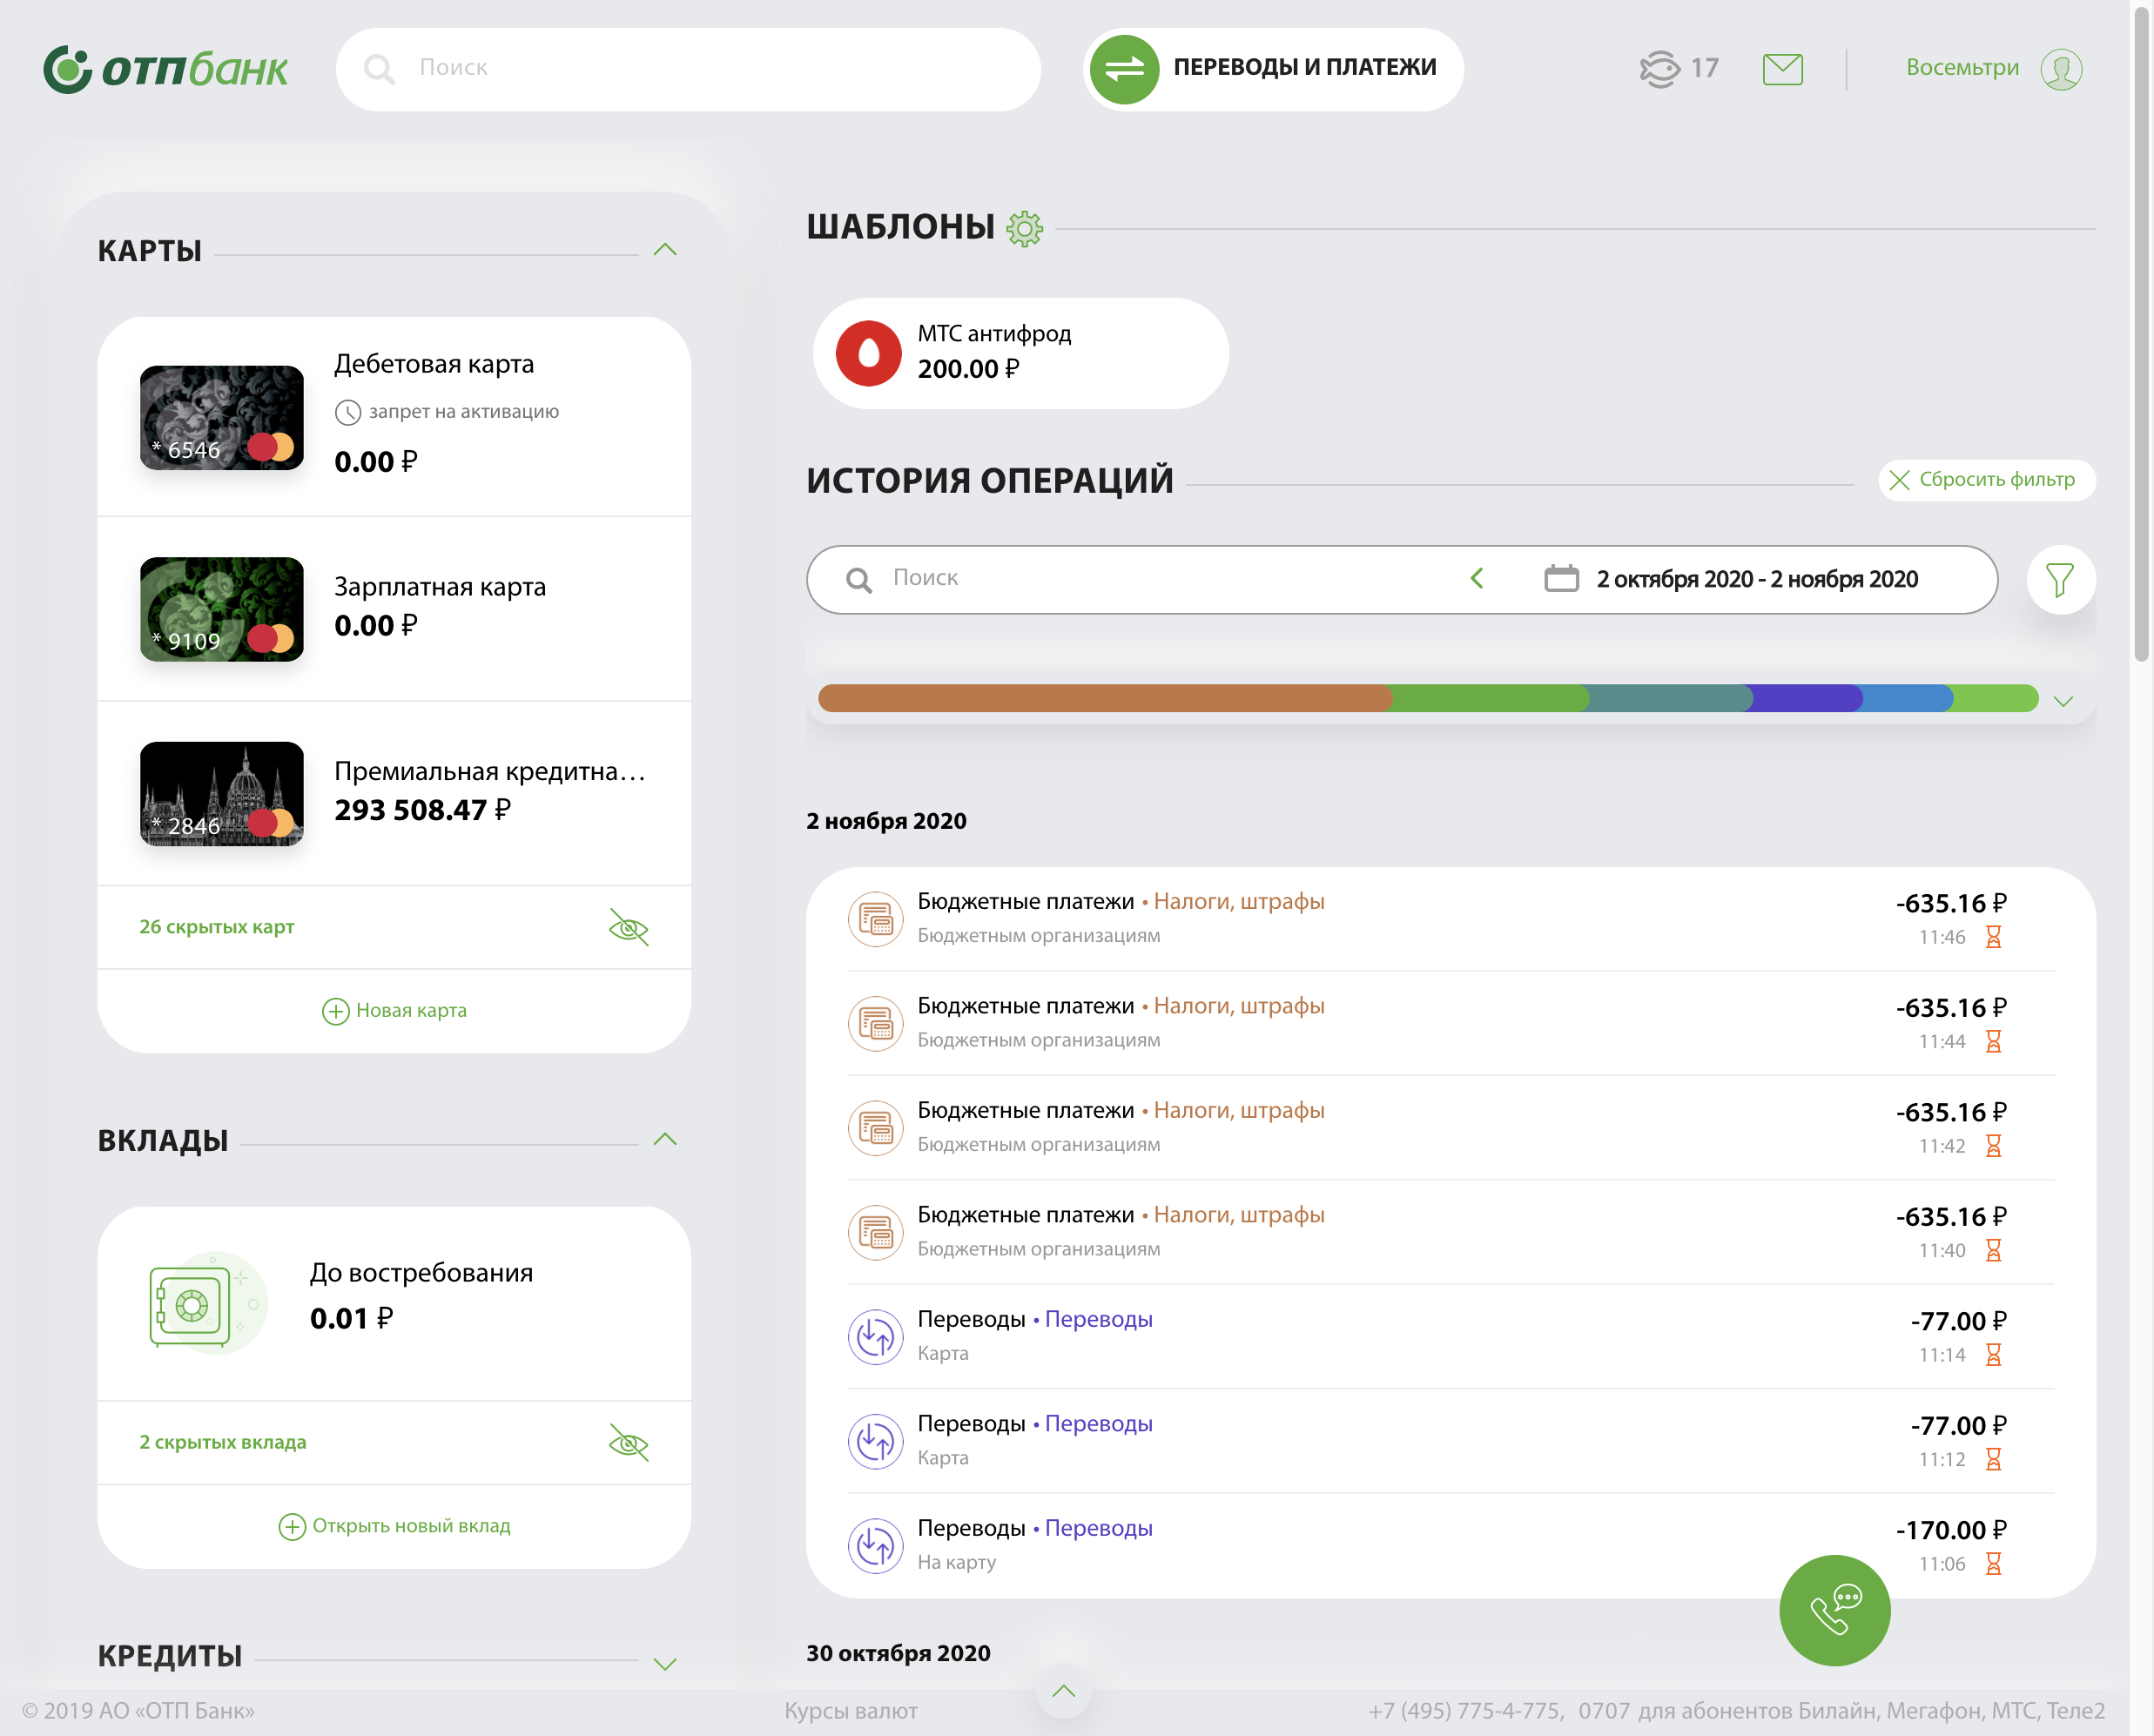 ОТПбанк
Поиск
ПЕРЕВОДЫ И ПЛАТЕЖИ
17
Восемьтри
КАРТЫ
Дебетовая карта
запрет на активацию
0.00 ₽
* 6546
Зарплатная карта
0.00 ₽
* 9109
Премиальная кредитна...
293 508.47 ₽
* 2846
26 скрытых карт
Новая карта
ВКЛАДЫ
До востребования
0.01 ₽
2 скрытых вклада
Открыть новый вклад
КРЕДИТЫ
ШАБЛОНЫ
МТС антифрод
200.00 ₽
ИСТОРИЯ ОПЕРАЦИЙ
Сбросить фильтр
Поиск
2 октября 2020 - 2 ноября 2020
2 ноября 2020
Бюджетные платежи • Налоги, штрафы
-635.16 ₽
Бюджетным организациям
11:46
Бюджетные платежи • Налоги, штрафы
-635.16 ₽
Бюджетным организациям
11:44
Бюджетные платежи • Налоги, штрафы
-635.16 ₽
Бюджетным организациям
11:42
Бюджетные платежи • Налоги, штрафы
-635.16 ₽
Бюджетным организациям
11:40
Переводы • Переводы
-77.00 ₽
Карта
11:14
Переводы • Переводы
-77.00 ₽
Карта
11:12
Переводы • Переводы
-170.00 ₽
На карту
11:06
30 октября 2020
© 2019 АО «ОТП Банк»
Курсы валют
+7 (495) 775-4-775, 0707 для абонентов Билайн, Мегафон, МТС, Теле2